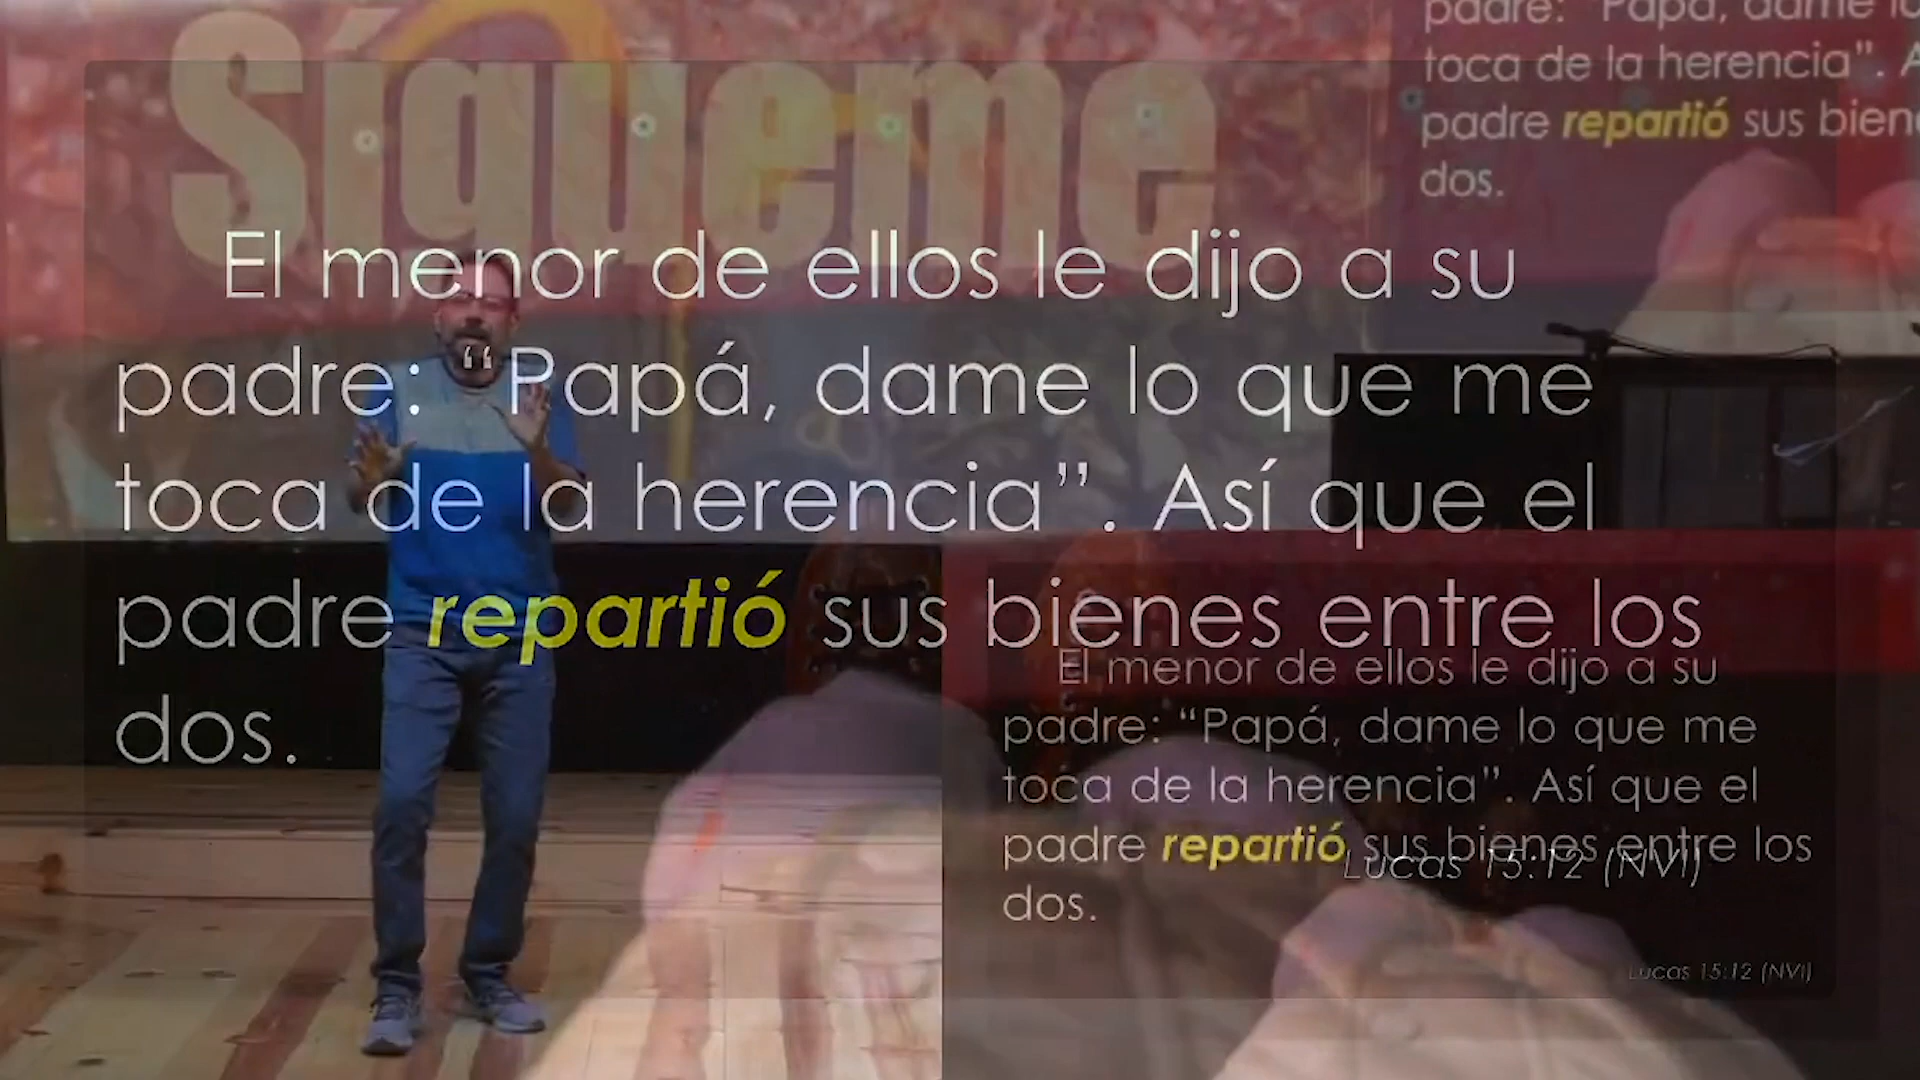 Sígueme
padre: "Papá, dame lo
toca de la herencia". A
padre repartió sus bien
dos.
El menor de ellos le dijo a su
padre: “Papá, dame lo que me
toca de la herencia”. Así que el
padre repartió sus bienes entre los
dos.
Lucas 15:12 (NVI)
El menor de ellos le dijo a su
padre: “Papá, dame lo que me
toca de la herencia”. Así que el
padre repartió sus bienes entre los
dos.
Lucas 15:12 (NVI)